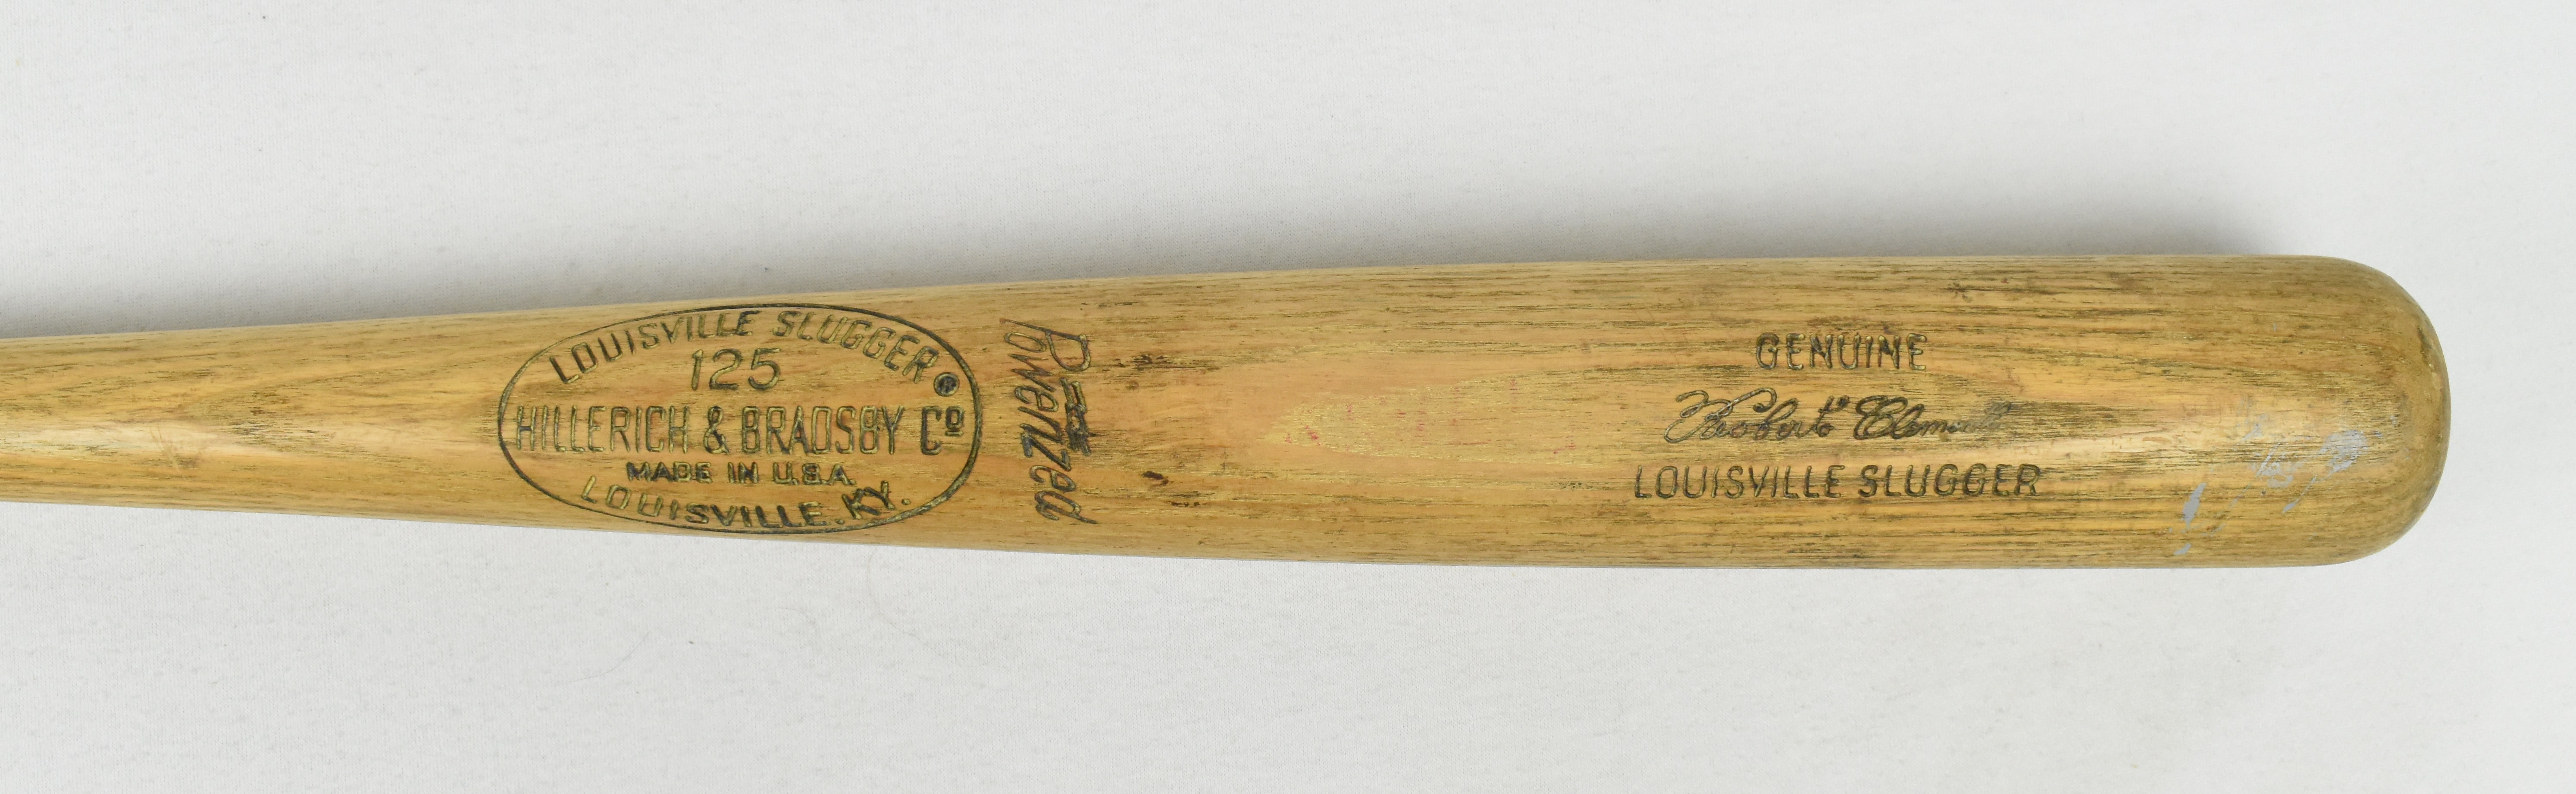 LOUISVILLE SLUGGER®
125
HILLERICH & BRADSBY Cº
MADE IN U.S.A.
LOUISVILLE, KY.
Powerized
GENUINE
Roberto Clemente
LOUISVILLE SLUGGER